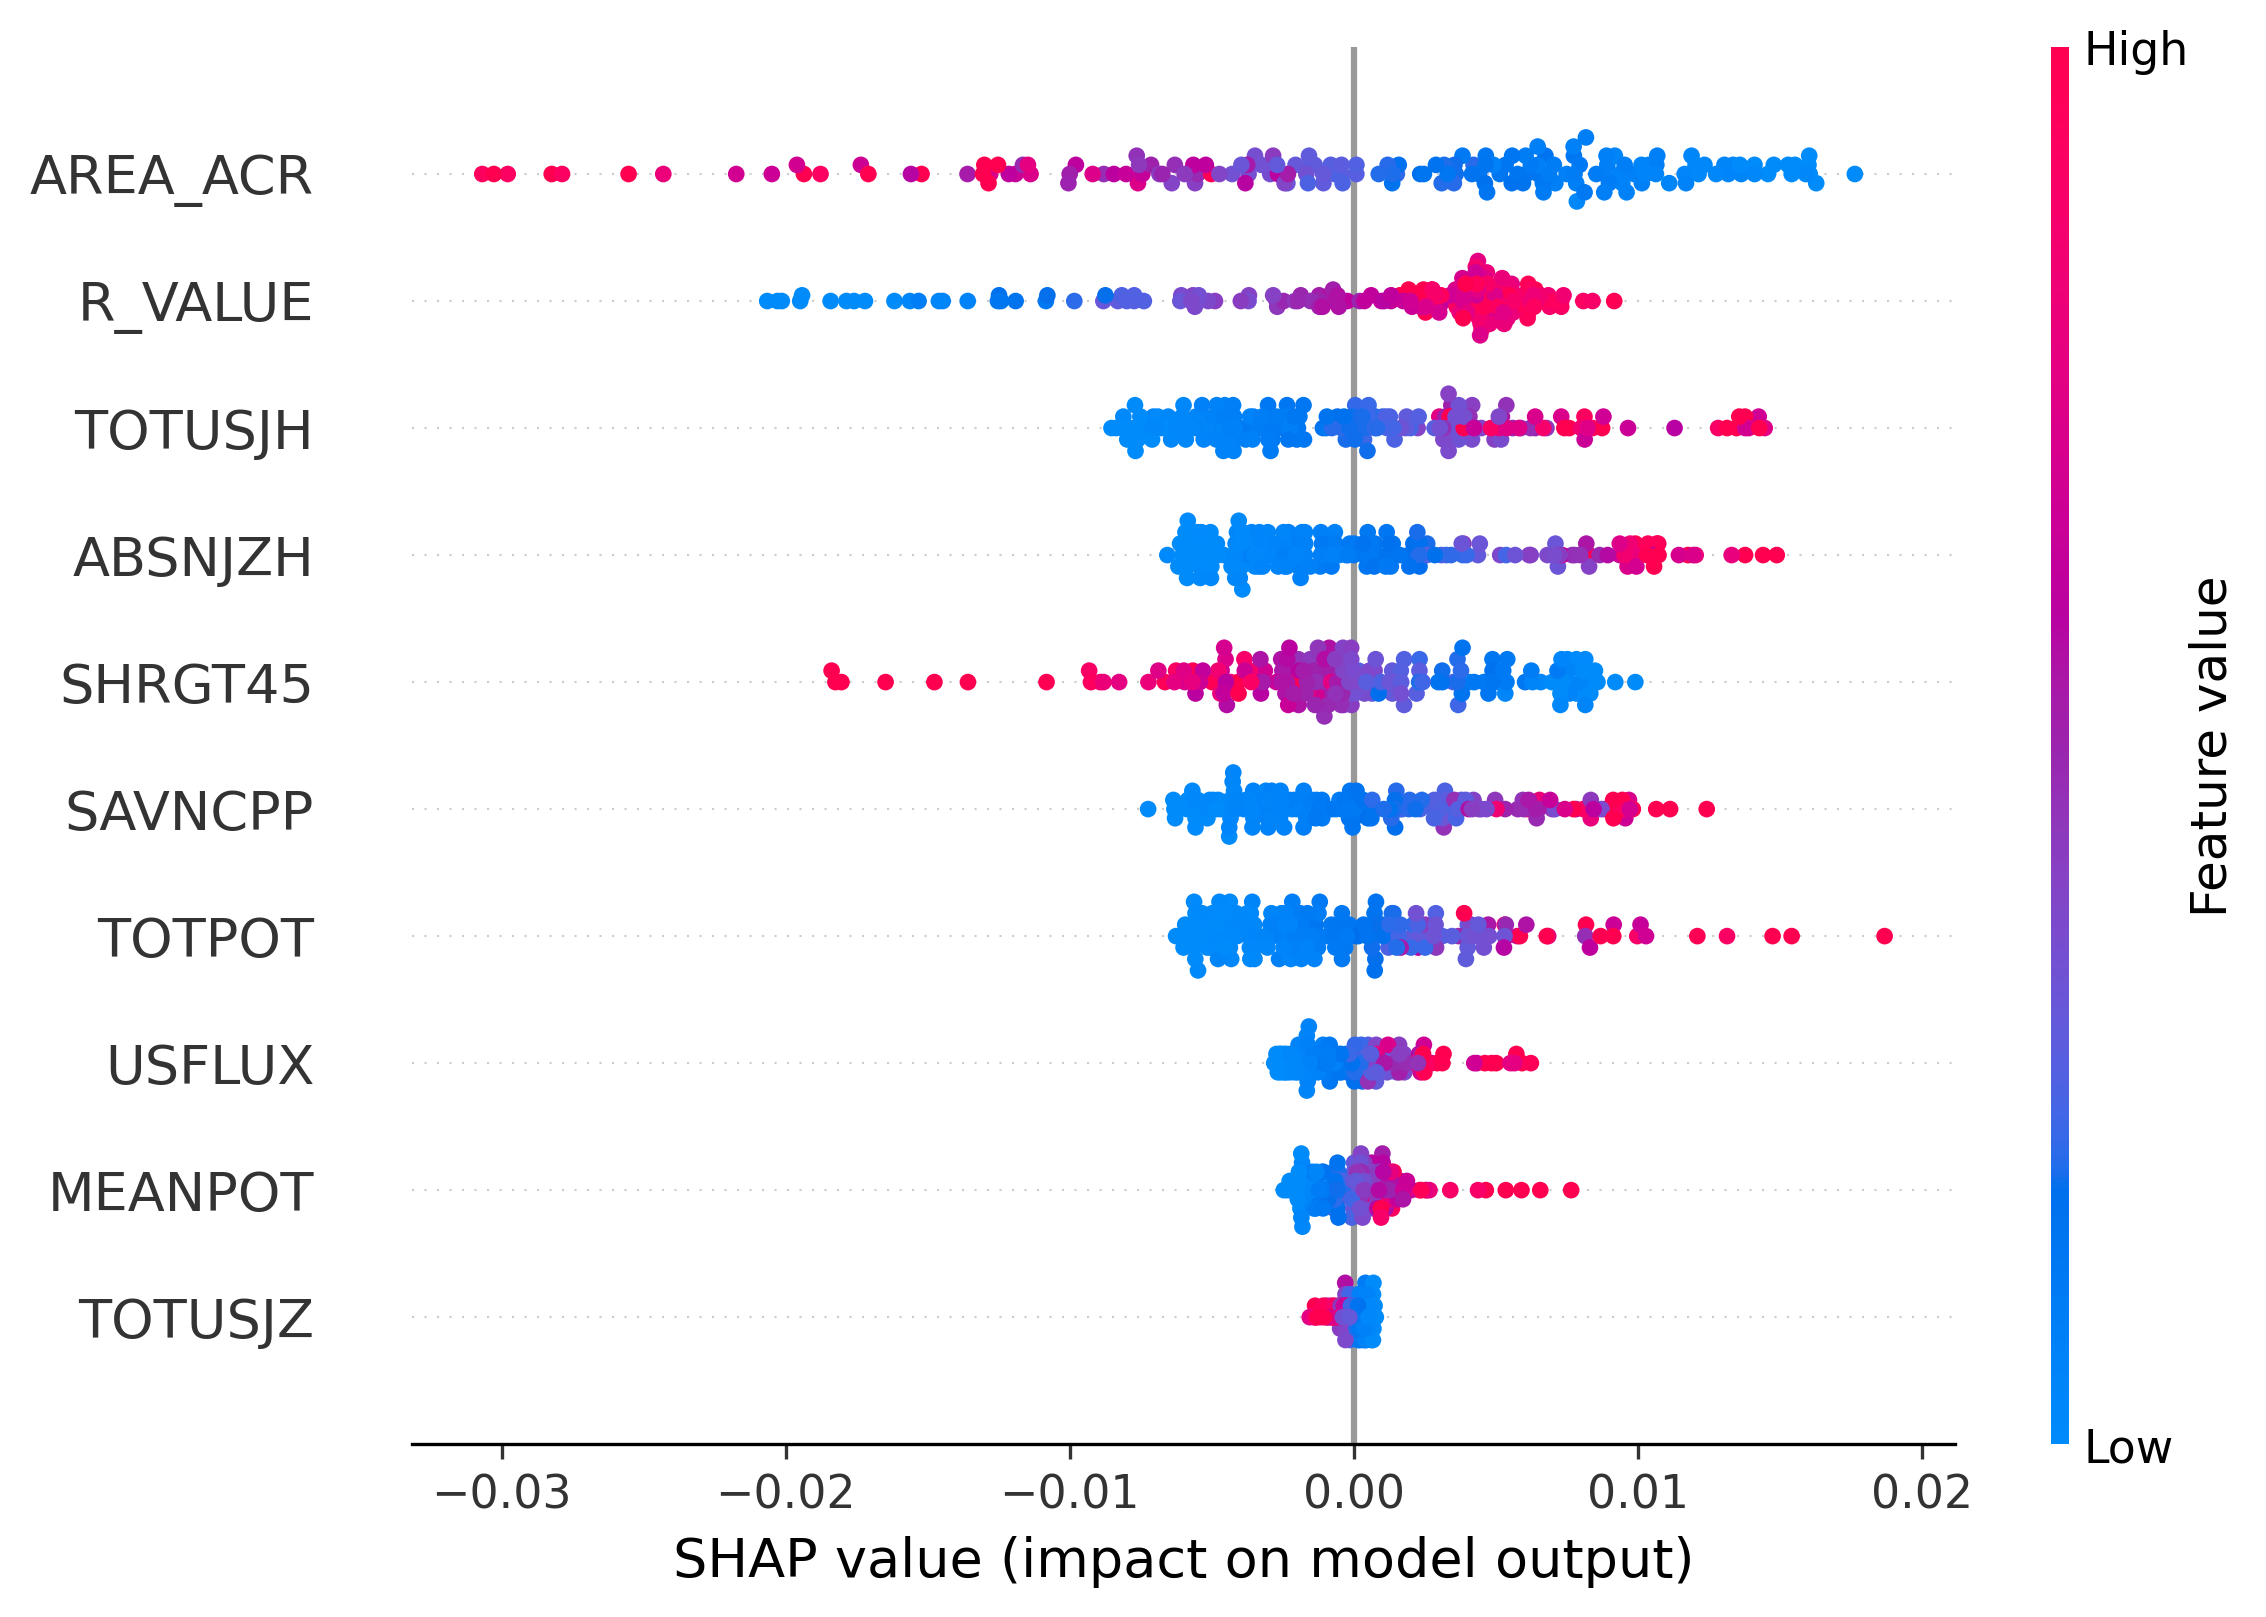 High
AREA_ACR
R_VALUE
TOTUSJH
ABSNJZH
SHRGT45
SAVNCPP
TOTPOT
USFLUX
MEANPOT
TOTUSJZ
Feature value
Low
−0.03 −0.02 −0.01 0.00 0.01 0.02
SHAP value (impact on model output)